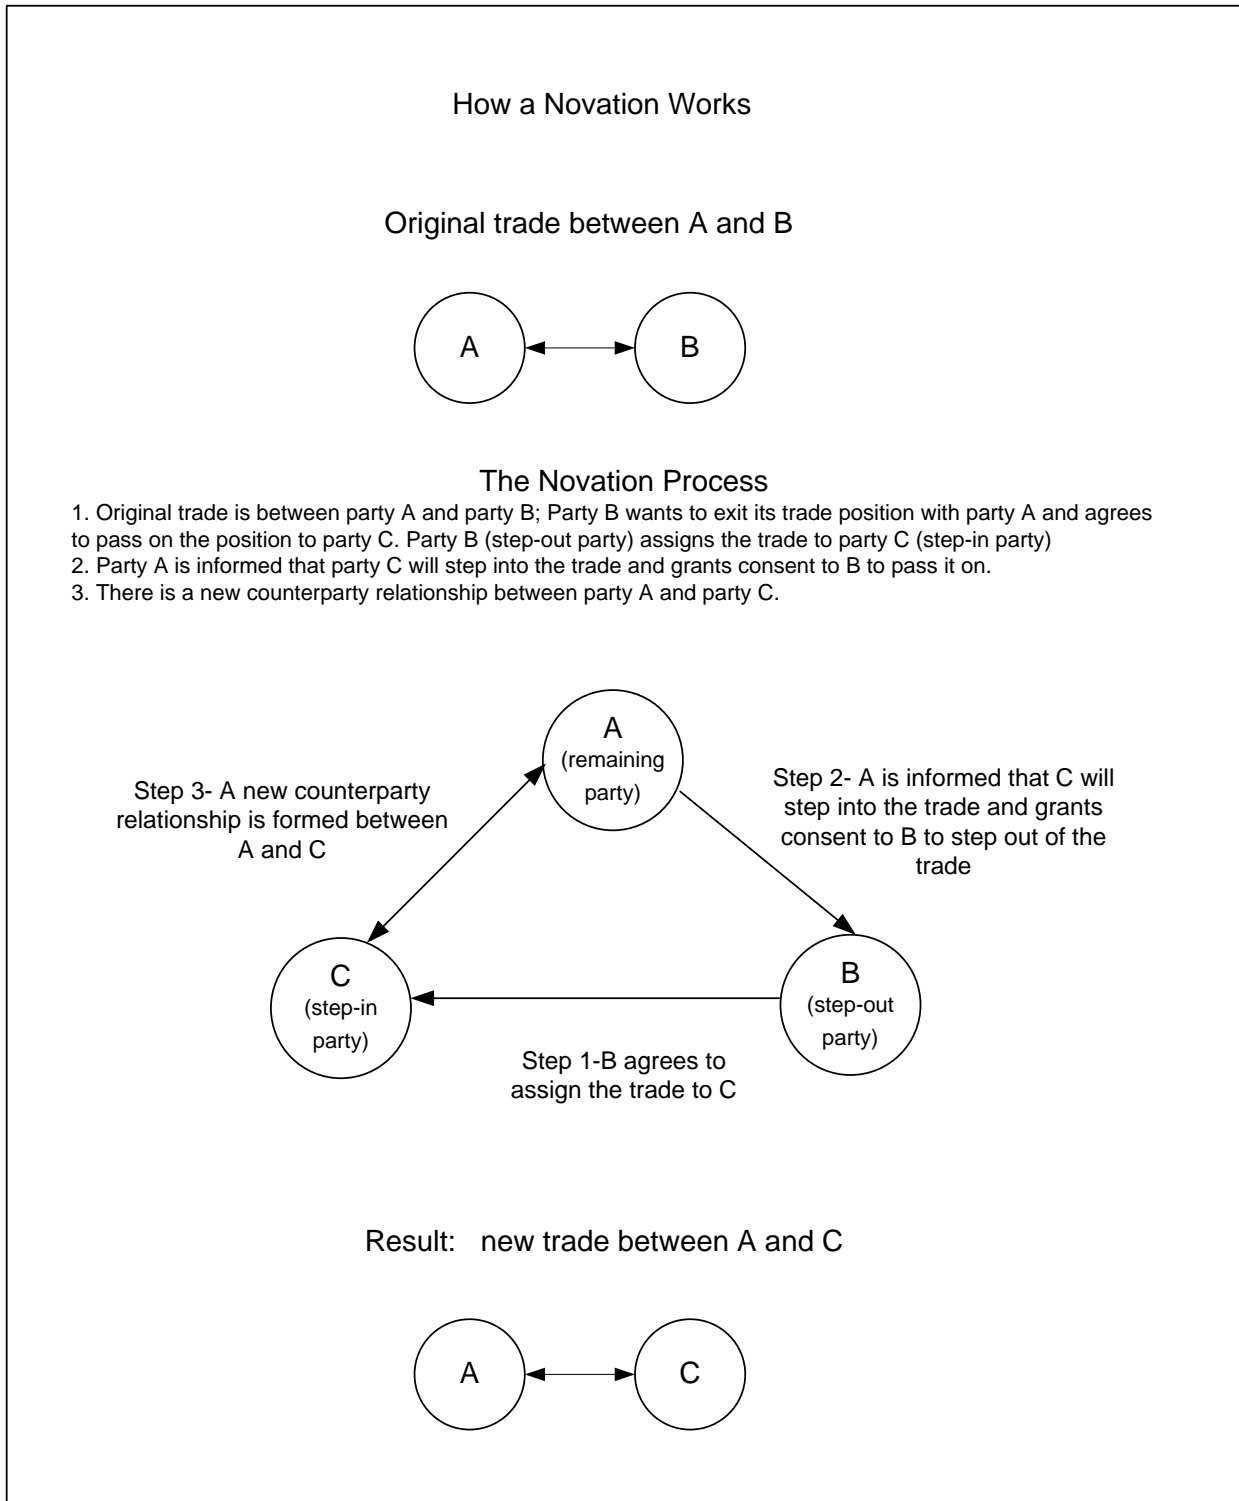 How a Novation Works
Original trade between A and B
A
B
The Novation Process
1. Original trade is between party A and party B; Party B wants to exit its trade position with party A and agrees
to pass on the position to party C. Party B (step-out party) assigns the trade to party C (step-in party)
2. Party A is informed that party C will step into the trade and grants consent to B to pass it on.
3. There is a new counterparty relationship between party A and party C.
A
(remaining
party)
Step 3- A new counterparty
relationship is formed between
A and C
Step 2- A is informed that C will
step into the trade and grants
consent to B to step out of the
trade
C
(step-in
party)
B
(step-out
party)
Step 1-B agrees to
assign the trade to C
Result:   new trade between A and C
A
C